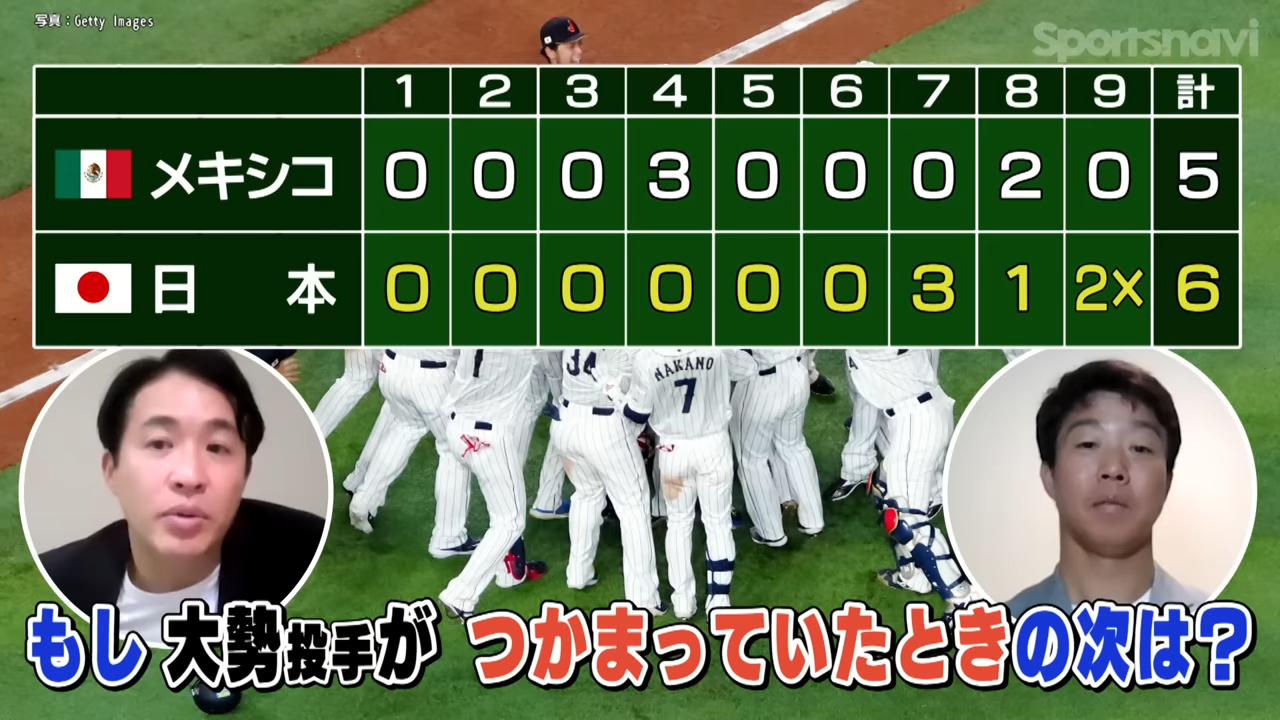 写真:Getty Images
Sportsnavi
1 2 3 4 5 6 7 8 9 計
メキシコ 0 0 0 3 0 0 0 2 0 5
日本 0 0 0 0 0 0 3 1 2X 6
34
NAKANO
7
もし 大勢投手が つかまっていたときの次は?